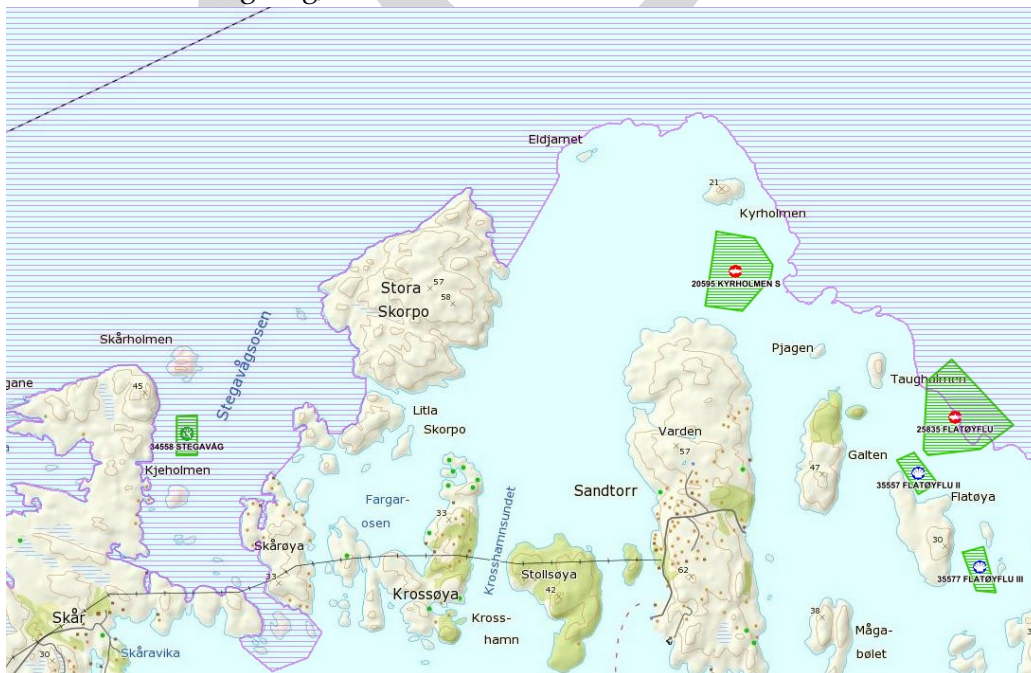 Eldjarnet
21
Kyrholmen
20595 KYRHOLMEN S
57
Stora
Skorpo
58
Stegavågsosen
Skårholmen
Pjagen
gane
45
Taugholmen
Litla
Skorpo
34558 STEGAVÅG
25835 FLATØYFLU
Varden
57
Kjeholmen
Galten
47
35557 FLATØYFLU II
Flatøya
Sandtorr
Fargar-
osen
33
Krosshamnsundet
Skårøya
30
33
Stollsøya
42
62
35577 FLATØYFLU III
Krossøya
Skår
Kross-
hamn
38
Måga-
bølet
Skåravika
30